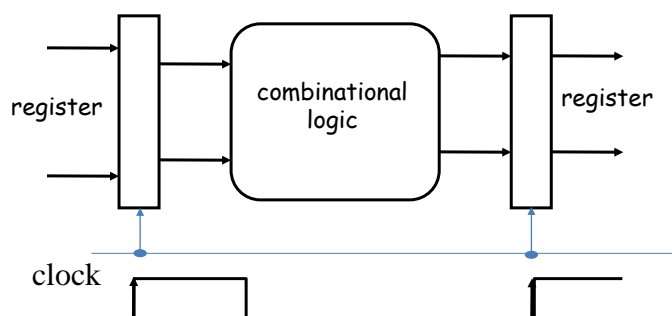 register
combinational
logic
register
clock